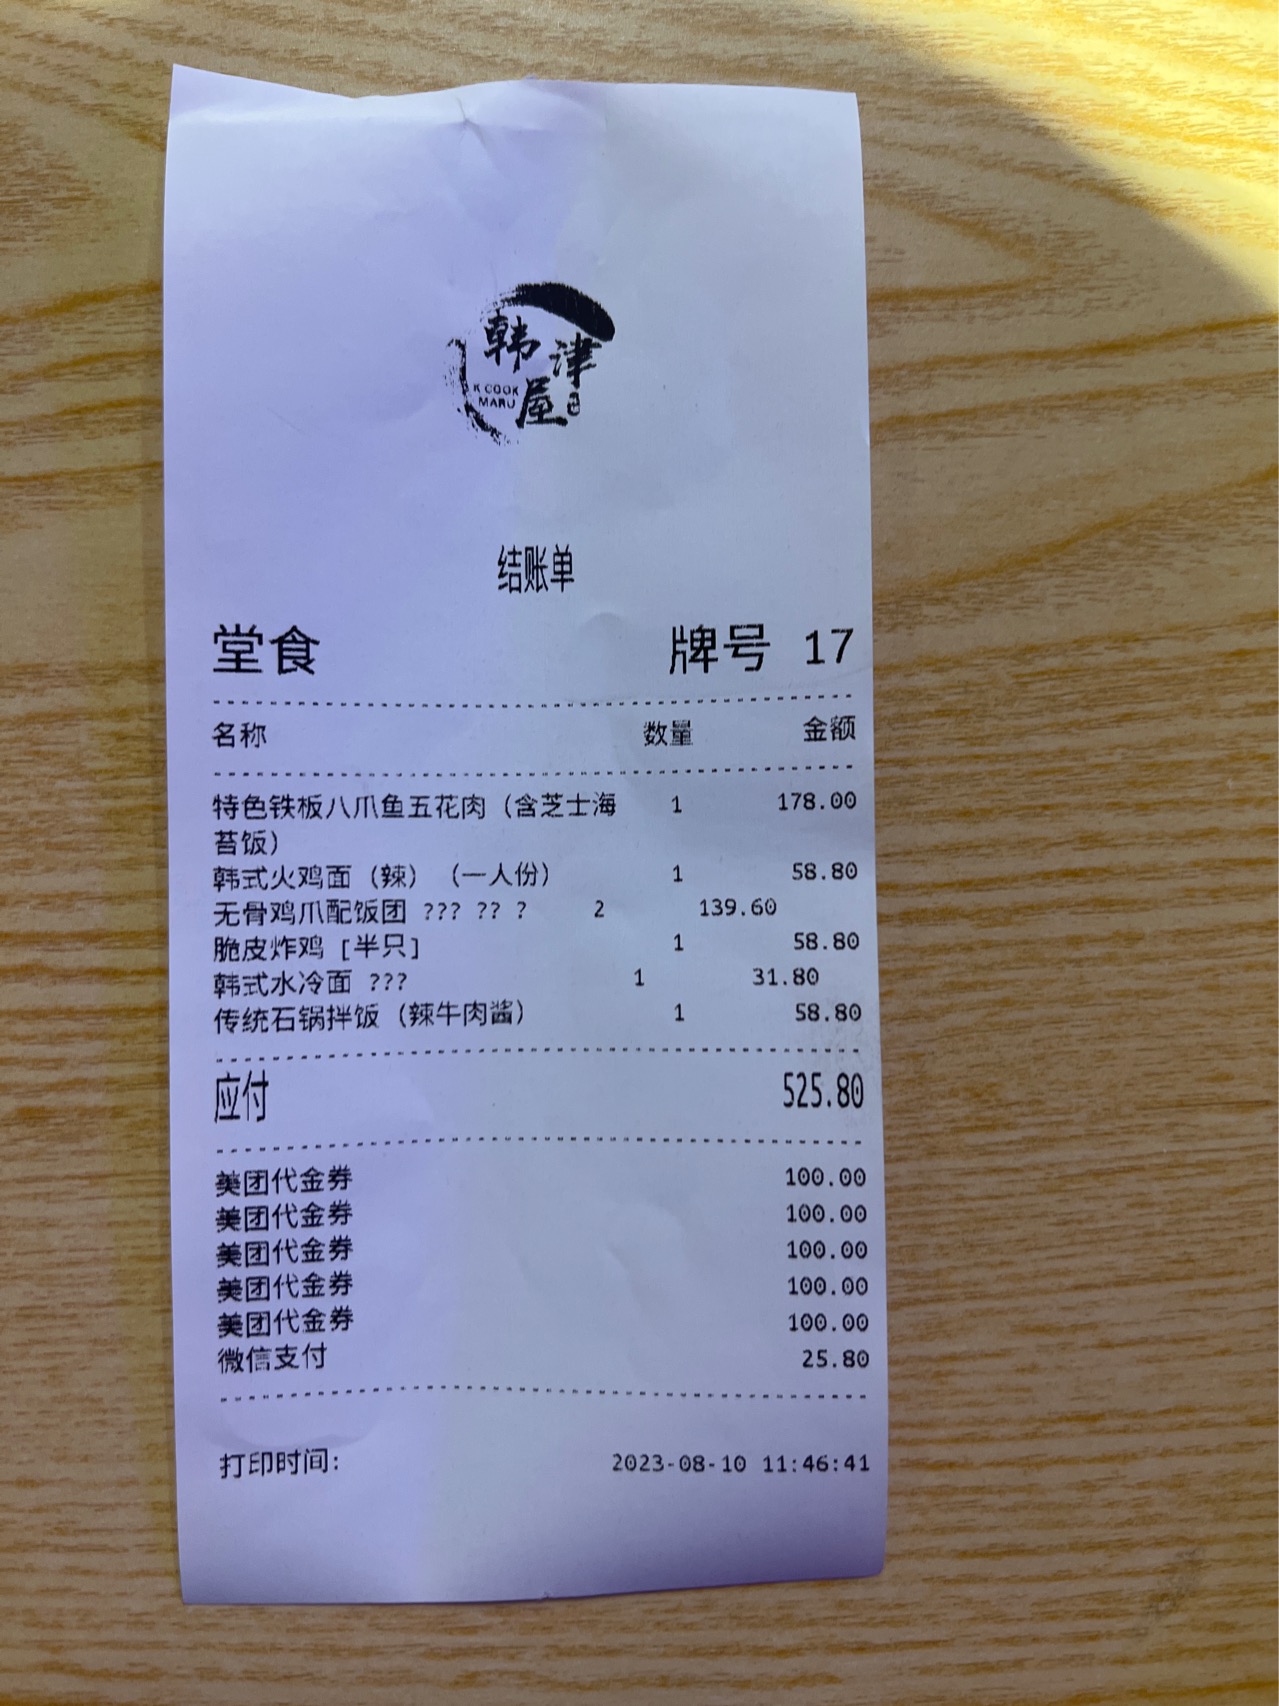 韩津屋
K COOK
MARU
结账单
堂食 牌号 17
名称 数量 金额
特色铁板八爪鱼五花肉（含芝士海 1 178.00
苔饭）
韩式火鸡面（辣）（一人份） 1 58.80
无骨鸡爪配饭团 ??? ?? ? 2 139.60
脆皮炸鸡 [半只] 1 58.80
韩式水冷面 ??? 1 31.80
传统石锅拌饭（辣牛肉酱） 1 58.80
应付 525.80
美团代金券 100.00
美团代金券 100.00
美团代金券 100.00
美团代金券 100.00
美团代金券 100.00
微信支付 25.80
打印时间: 2023-08-10 11:46:41